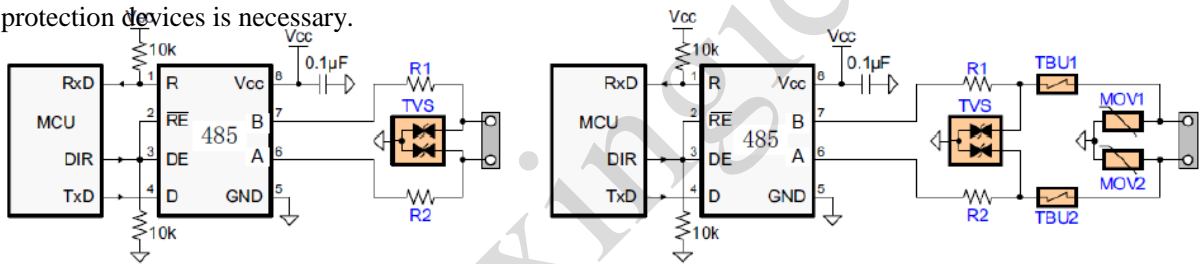 protection devices is necessary.
Vcc
10k
Vcc
0.1µF
RxD
1
R
Vcc
8
R1
TVS
MCU
2
RE
485
B
7
DIR
3
DE
A
6
TxD
4
D
GND
5
R2
10k
Vcc
10k
Vcc
0.1µF
RxD
1
R
Vcc
8
R1
TBU1
TVS
MOV1
MCU
2
RE
485
B
7
DIR
3
DE
A
6
MOV2
TxD
4
D
GND
5
R2
TBU2
10k